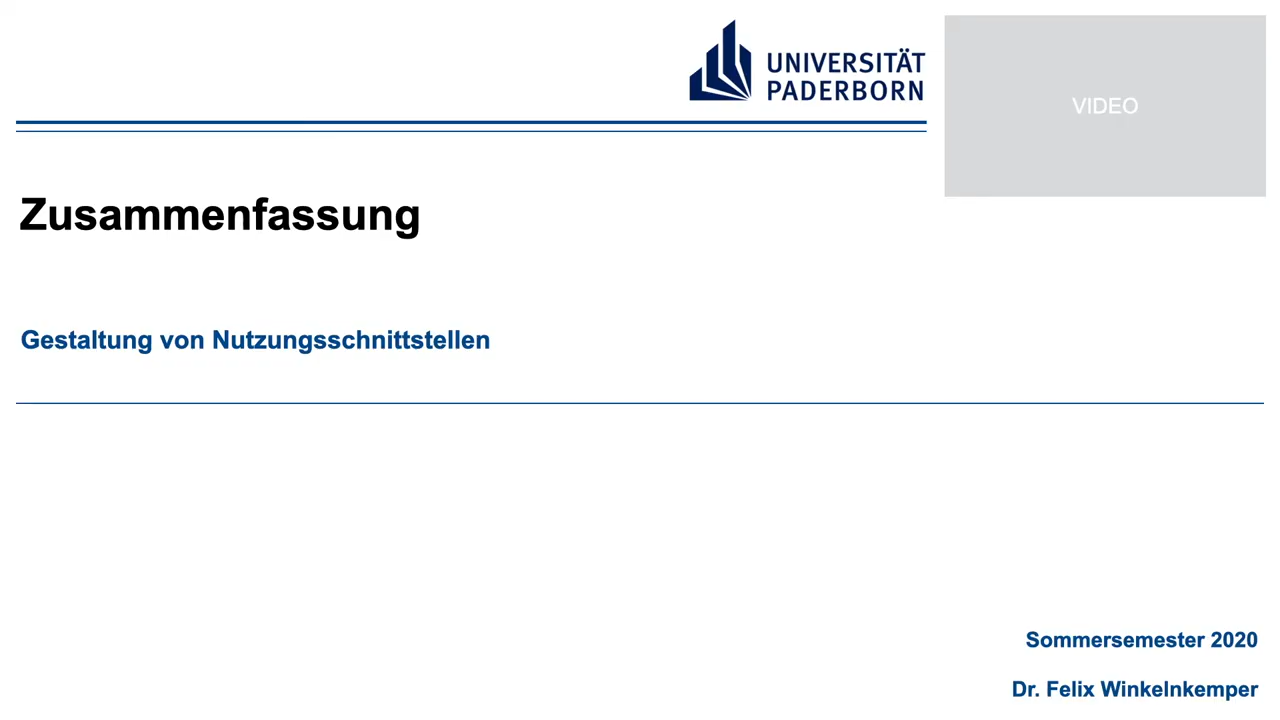 UNIVERSITÄT
PADERBORN
VIDEO
Zusammenfassung
Gestaltung von Nutzungsschnittstellen
Sommersemester 2020
Dr. Felix Winkelnkemper